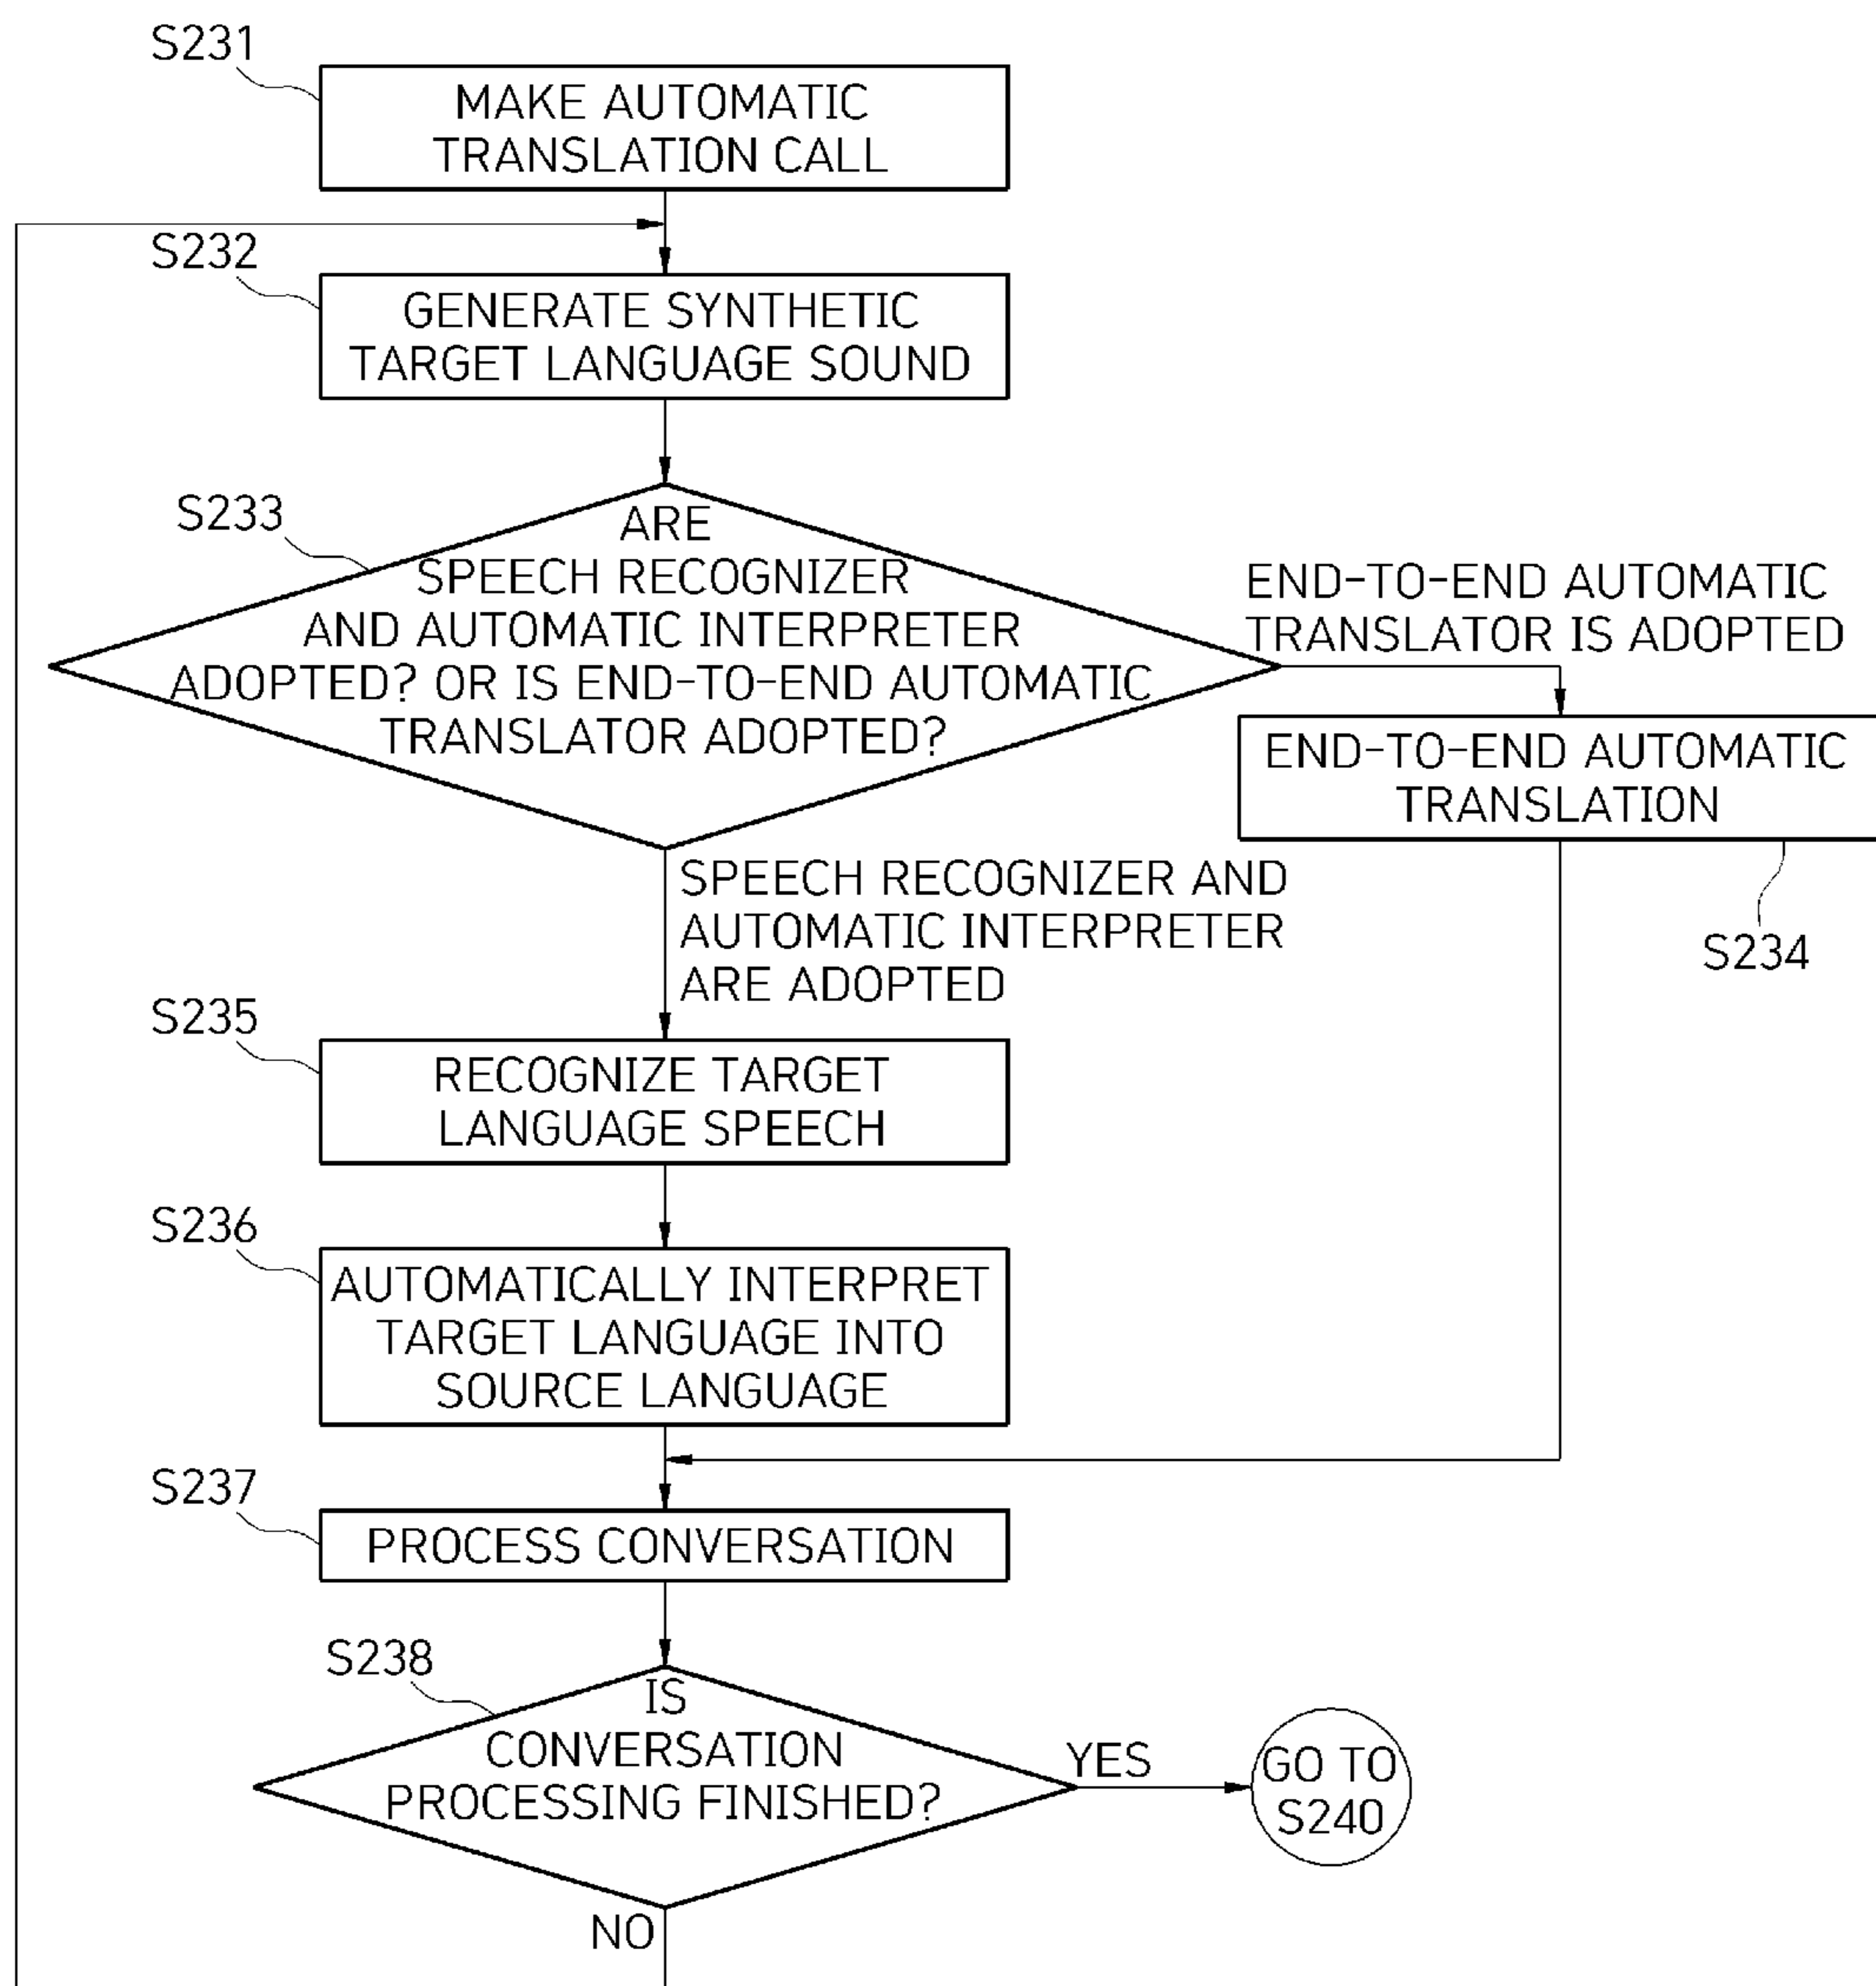 S231
MAKE AUTOMATIC
TRANSLATION CALL
S232
GENERATE SYNTHETIC
TARGET LANGUAGE SOUND
S233
ARE
SPEECH RECOGNIZER
AND AUTOMATIC INTERPRETER
ADOPTED? OR IS END-TO-END AUTOMATIC
TRANSLATOR ADOPTED?
END-TO-END AUTOMATIC
TRANSLATOR IS ADOPTED
END-TO-END AUTOMATIC
TRANSLATION
S234
SPEECH RECOGNIZER AND
AUTOMATIC INTERPRETER
ARE ADOPTED
S235
RECOGNIZE TARGET
LANGUAGE SPEECH
S236
AUTOMATICALLY INTERPRET
TARGET LANGUAGE INTO
SOURCE LANGUAGE
S237
PROCESS CONVERSATION
S238
IS
CONVERSATION
PROCESSING FINISHED?
YES
GO TO
S240
NO